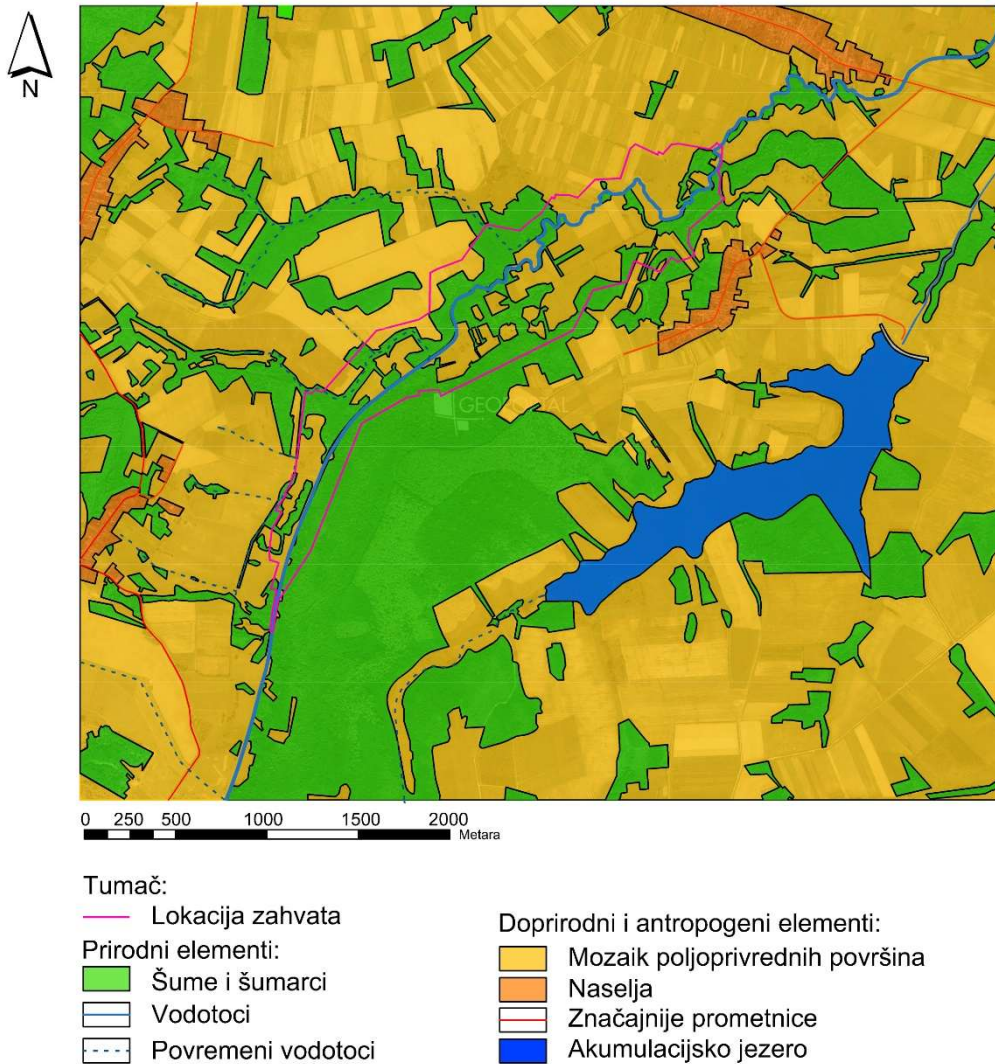 GEOPORTAL
N
0 250 500 1000 1500 2000
Metara
Tumač:
Lokacija zahvata
Prirodni elementi:
Šume i šumarci
Vodotoci
Povremeni vodotoci
Doprirodni i antropogeni elementi:
Mozaik poljoprivrednih površina
Naselja
Značajnije prometnice
Akumulacijsko jezero